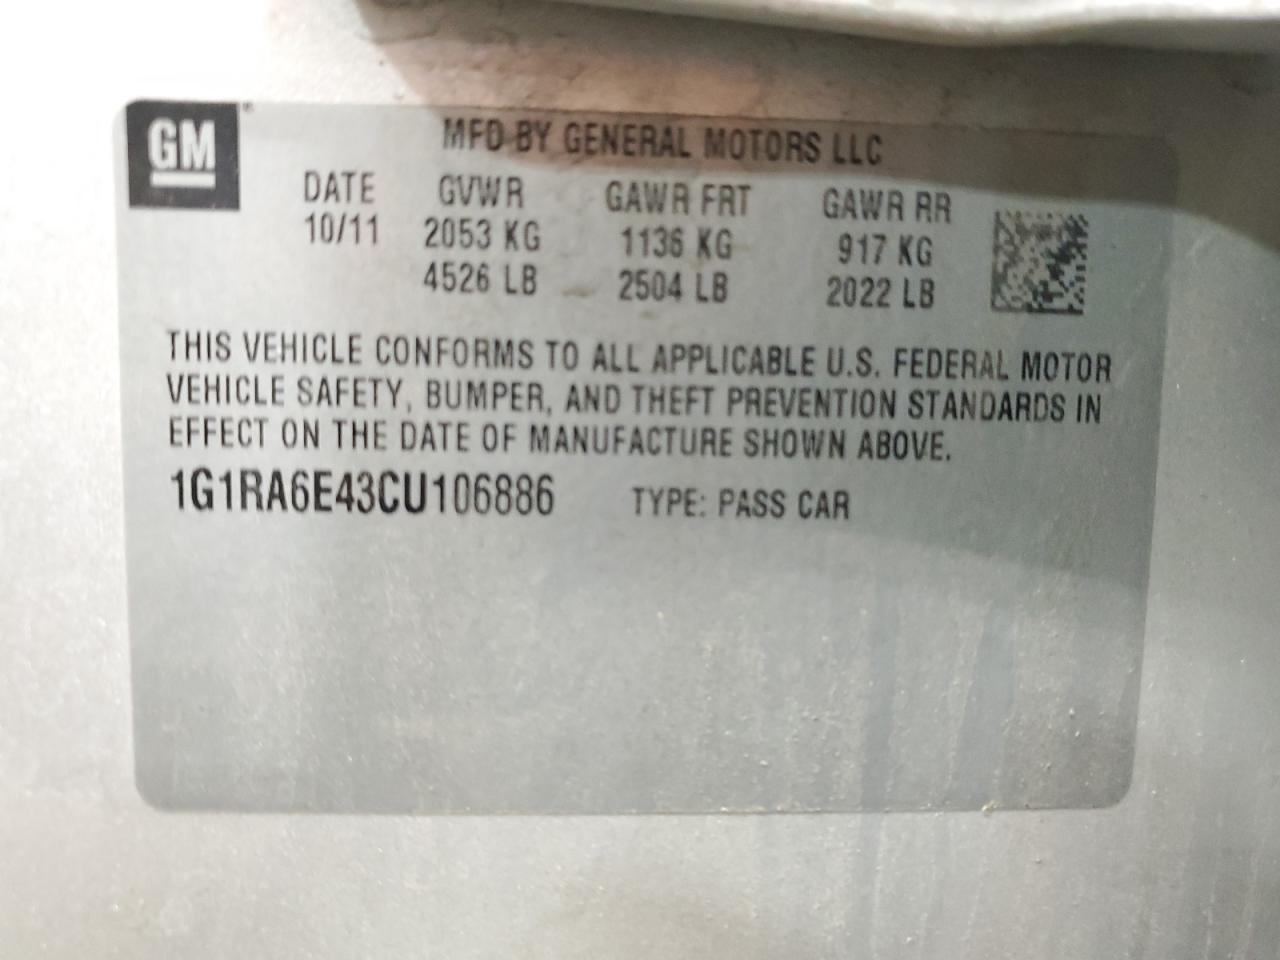 GM
MFD BY GENERAL MOTORS LLC
DATE GVWR GAWR FRT GAWR RR
10/11 2053 KG 1136 KG 917 KG
4526 LB 2504 LB 2022 LB
THIS VEHICLE CONFORMS TO ALL APPLICABLE U.S. FEDERAL MOTOR
VEHICLE SAFETY, BUMPER, AND THEFT PREVENTION STANDARDS IN
EFFECT ON THE DATE OF MANUFACTURE SHOWN ABOVE.
1G1RA6E43CU106886 TYPE: PASS CAR